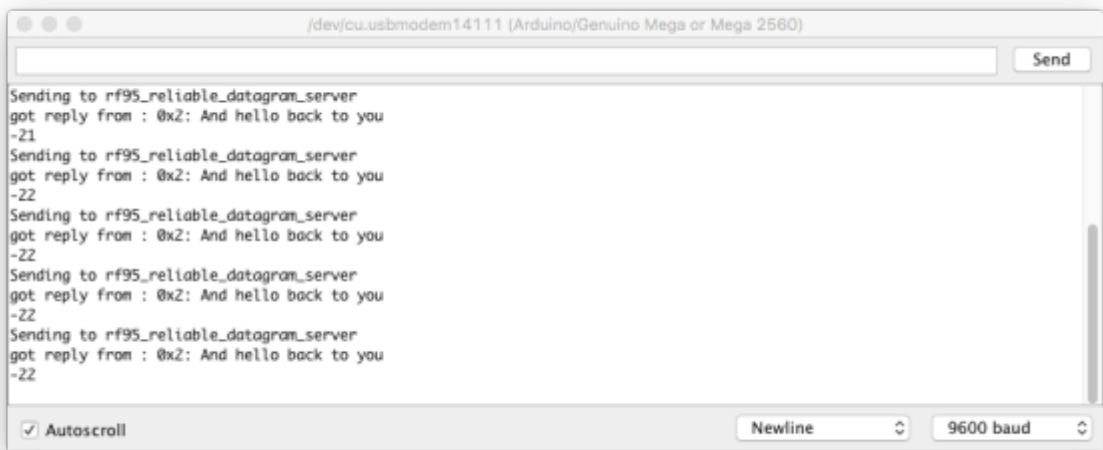 /dev/cu.usbmodem14111 (Arduino/Genuino Mega or Mega 2560)
Send
Sending to rf95_reliable_datagram_server
got reply from : 0x2: And hello back to you
-21
Sending to rf95_reliable_datagram_server
got reply from : 0x2: And hello back to you
-22
Sending to rf95_reliable_datagram_server
got reply from : 0x2: And hello back to you
-22
Sending to rf95_reliable_datagram_server
got reply from : 0x2: And hello back to you
-22
Sending to rf95_reliable_datagram_server
got reply from : 0x2: And hello back to you
-22
Autoscroll
Newline
9600 baud